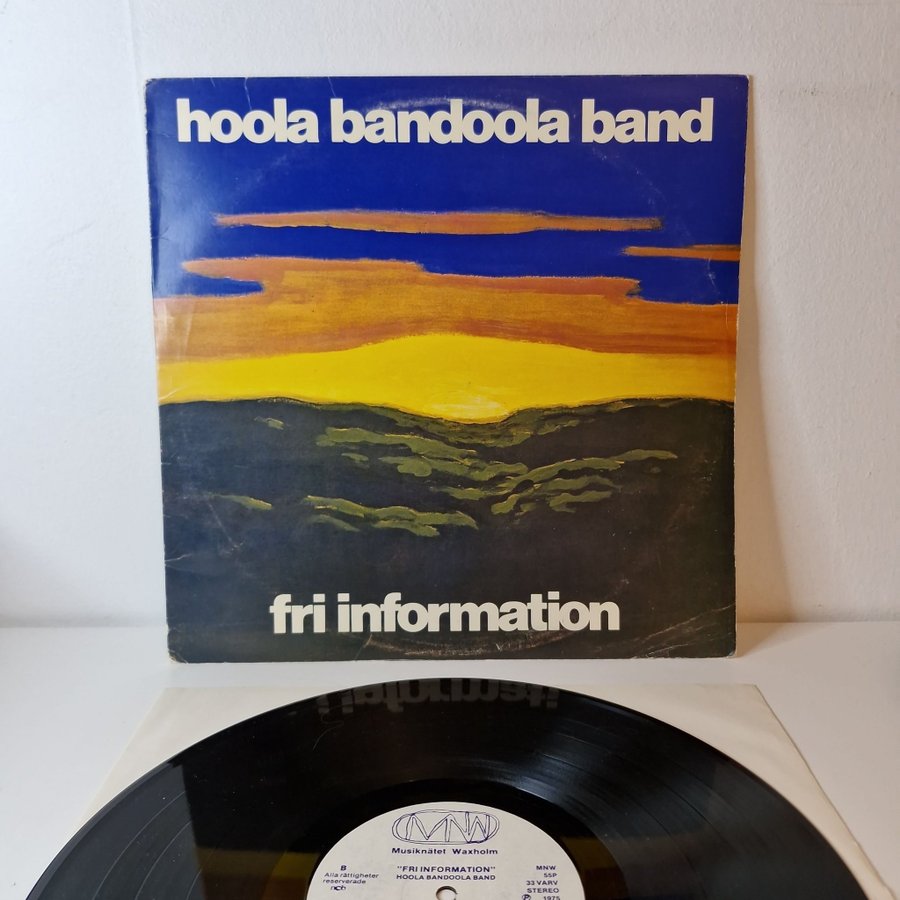 hoola bandoola band
fri information
MNW
Musiknätet Waxholm
B
Alla rättigheter
reserverade
ncb
"FRI INFORMATION"
HOOLA BANDOOLA BAND
MNW
55P
33 VARV
STEREO
Ⓟ 1975